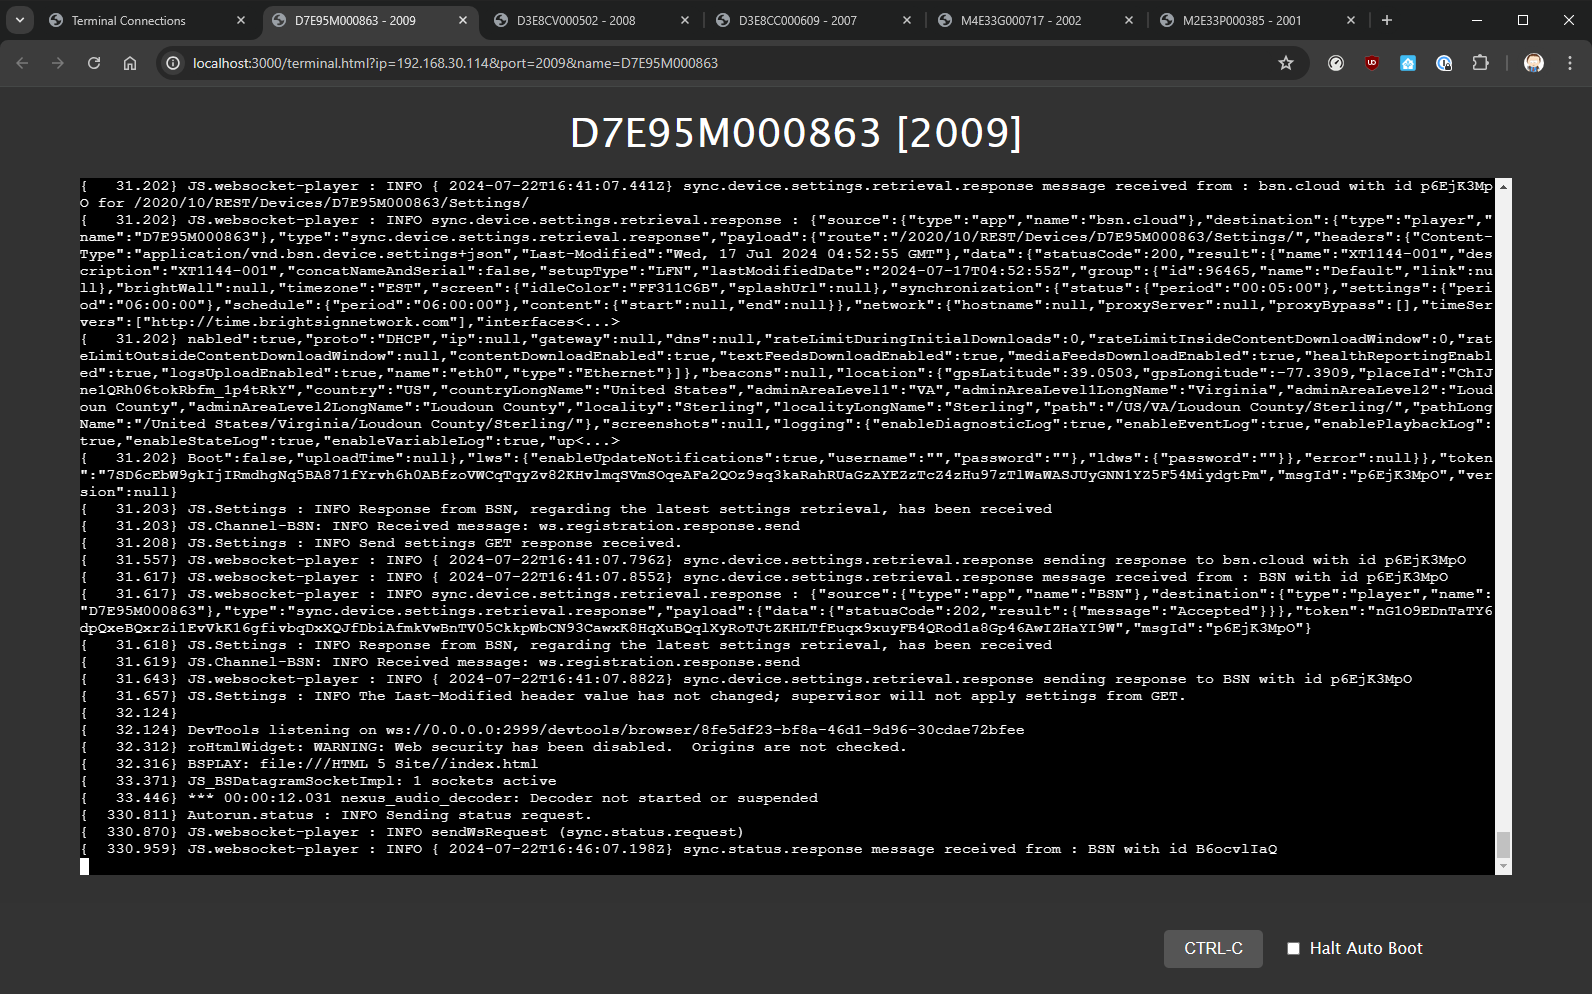 Terminal Connections
D7E95M000863 - 2009
D3E8CV000502 - 2008
D3E8CC000609 - 2007
M4E33G000717 - 2002
M2E33P000385 - 2001
localhost:3000/terminal.html?ip=192.168.30.114&port=2009&name=D7E95M000863
D7E95M000863 [2009]
{   31.202} JS.websocket-player : INFO { 2024-07-22T16:41:07.441Z} sync.device.settings.retrieval.response message received from : bsn.cloud with id p6EjK3Mp
O for /2020/10/REST/Devices/D7E95M000863/Settings/
{   31.202} JS.websocket-player : INFO sync.device.settings.retrieval.response : {"source":{"type":"app","name":"bsn.cloud"},"destination":{"type":"player","
name":"D7E95M000863"},"type":"sync.device.settings.retrieval.response","payload":{"route":"/2020/10/REST/Devices/D7E95M000863/Settings/","headers":{"Content-
Type":"application/vnd.bsn.device.settings+json","Last-Modified":"Wed, 17 Jul 2024 04:52:55 GMT"},"data":{"statusCode":200,"result":{"name":"XT1144-001","des
cription":"XT1144-001","concatNameAndSerial":false,"setupType":"LFN","lastModifiedDate":"2024-07-17T04:52:55Z","group":{"id":96465,"name":"Default","link":nu
ll},"brightWall":null,"timezone":"EST","screen":{"idleColor":"FF311C6B","splashUrl":null},"synchronization":{"status":{"period":"00:05:00"},"settings":{"peri
od":"06:00:00"},"schedule":{"period":"06:00:00"},"content":{"start":null,"end":null}},"network":{"hostname":null,"proxyServer":null,"proxyBypass":[],"timeSer
vers":["http://time.brightsignnetwork.com"],"interfaces<...>
{   31.202} nabled":true,"proto":"DHCP","ip":null,"gateway":null,"dns":null,"rateLimitDuringInitialDownloads":0,"rateLimitInsideContentDownloadWindow":0,"rat
eLimitOutsideContentDownloadWindow":null,"contentDownloadEnabled":true,"textFeedsDownloadEnabled":true,"mediaFeedsDownloadEnabled":true,"healthReportingEnabl
ed":true,"logsUploadEnabled":true,"name":"eth0","type":"Ethernet"}]},"beacons":null,"location":{"gpsLatitude":39.0503,"gpsLongitude":-77.3909,"placeId":"ChIJ
ne1QRh06tokRbfm_1p4tRkY","country":"US","countryLongName":"United States","adminAreaLevel1":"VA","adminAreaLevel1LongName":"Virginia","adminAreaLevel2":"Loud
oun County","adminAreaLevel2LongName":"Loudoun County","locality":"Sterling","localityLongName":"Sterling","path":"/US/VA/Loudoun County/Sterling/","pathLong
Name":"/United States/Virginia/Loudoun County/Sterling/"},"screenshots":null,"logging":{"enableDiagnosticLog":true,"enableEventLog":true,"enablePlaybackLog":
true,"enableStateLog":true,"enableVariableLog":true,"up<...>
{   31.202} Boot":false,"uploadTime":null},"lws":{"enableUpdateNotifications":true,"username":"","password":""},"ldws":{"password":""}},"error":null}},"token
":"7SD6cEbW9gkIjIRmdhgNq5BA871fYrvh6h0ABfzoVWCqTqyZv82KHvlmqSVmSOqeAFa2QOz9sq3kaRahRUaGzAYEZzTcZ4zHu97zTlWaWASJUyGNN1YZ5F54MiydgtPm","msgId":"p6EjK3MpO","ver
sion":null}
{   31.203} JS.Settings : INFO Response from BSN, regarding the latest settings retrieval, has been received
{   31.203} JS.Channel-BSN: INFO Received message: ws.registration.response.send
{   31.208} JS.Settings : INFO Send settings GET response received.
{   31.557} JS.websocket-player : INFO { 2024-07-22T16:41:07.796Z} sync.device.settings.retrieval.response sending response to bsn.cloud with id p6EjK3MpO
{   31.617} JS.websocket-player : INFO { 2024-07-22T16:41:07.855Z} sync.device.settings.retrieval.response message received from : BSN with id p6EjK3MpO
{   31.617} JS.websocket-player : INFO sync.device.settings.retrieval.response : {"source":{"type":"app","name":"BSN"},"destination":{"type":"player","name":
"D7E95M000863"},"type":"sync.device.settings.retrieval.response","payload":{"data":{"statusCode":202,"result":{"message":"Accepted"}}},"token":"nG1O9EDnTaTY6
dpQxeBQxrZi1EvVkK16gfivbqDxXQJfDbiAfmkVwBnTV05CkkpWbCN93CawxK8HqXuBQqlXyRoTJtZKHLTfEuqx9xuyFB4QRod1a8Gp46AwIZHaYI9W","msgId":"p6EjK3MpO"}
{   31.618} JS.Settings : INFO Response from BSN, regarding the latest settings retrieval, has been received
{   31.619} JS.Channel-BSN: INFO Received message: ws.registration.response.send
{   31.643} JS.websocket-player : INFO { 2024-07-22T16:41:07.882Z} sync.device.settings.retrieval.response sending response to BSN with id p6EjK3MpO
{   31.657} JS.Settings : INFO The Last-Modified header value has not changed; supervisor will not apply settings from GET.
{   32.124}
{   32.124} DevTools listening on ws://0.0.0.0:2999/devtools/browser/8fe5df23-bf8a-46d1-9d96-30cdae72bfee
{   32.312} roHtmlWidget: WARNING: Web security has been disabled.  Origins are not checked.
{   32.316} BSPLAY: file:///HTML 5 Site//index.html
{   33.371} JS_BSDatagramSocketImpl: 1 sockets active
{   33.446} *** 00:00:12.031 nexus_audio_decoder: Decoder not started or suspended
{  330.811} Autorun.status : INFO Sending status request.
{  330.870} JS.websocket-player : INFO sendWsRequest (sync.status.request)
{  330.959} JS.websocket-player : INFO { 2024-07-22T16:46:07.198Z} sync.status.response message received from : BSN with id B6ocvlIaQ
CTRL-C
Halt Auto Boot